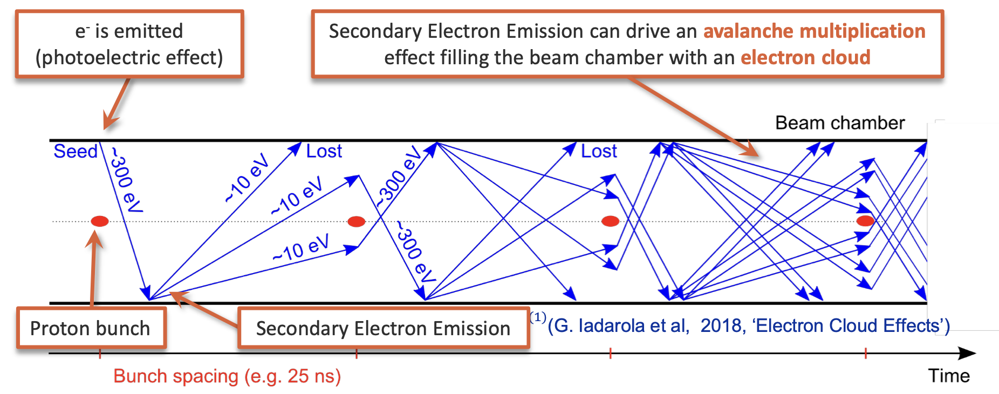 e⁻ is emitted
(photoelectric effect)
Secondary Electron Emission can drive an avalanche multiplication
effect filling the beam chamber with an electron cloud
Beam chamber
Seed
~300 eV
~10 eV
Lost
~10 eV
~10 eV
~300 eV
~300 eV
Lost
Proton bunch
Secondary Electron Emission
(1)(G. Iadarola et al, 2018, ‘Electron Cloud Effects’)
Bunch spacing (e.g. 25 ns)
Time